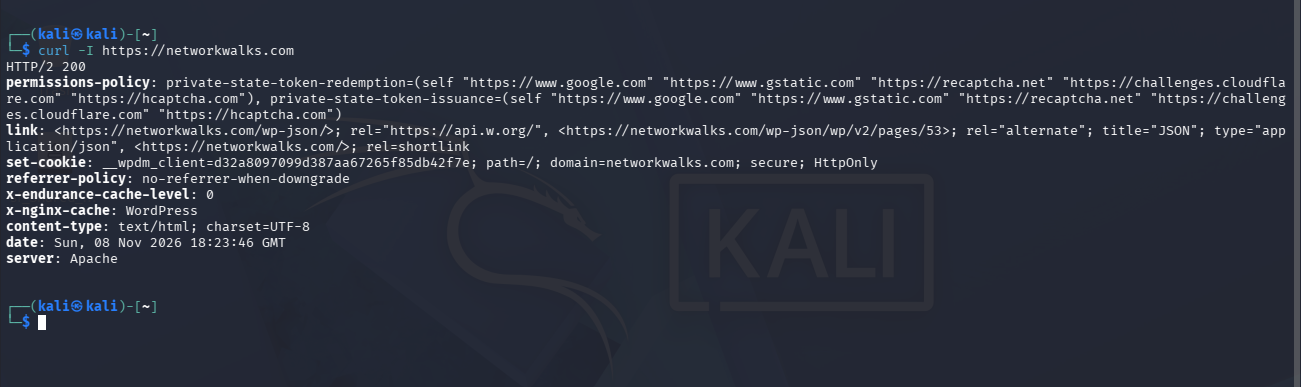 ┌──(kali㉿kali)-[~]
└─$ curl -I https://networkwalks.com
HTTP/2 200
permissions-policy: private-state-token-redemption=(self "https://www.google.com" "https://www.gstatic.com" "https://recaptcha.net" "https://challenges.cloudfla
re.com" "https://hcaptcha.com"), private-state-token-issuance=(self "https://www.google.com" "https://www.gstatic.com" "https://recaptcha.net" "https://challeng
es.cloudflare.com" "https://hcaptcha.com")
link: <https://networkwalks.com/wp-json/>; rel="https://api.w.org/", <https://networkwalks.com/wp-json/wp/v2/pages/53>; rel="alternate"; title="JSON"; type="app
lication/json", <https://networkwalks.com/>; rel=shortlink
set-cookie: __wpdm_client=d32a8097099d387aa67265f85db42f7e; path=/; domain=networkwalks.com; secure; HttpOnly
referrer-policy: no-referrer-when-downgrade
x-endurance-cache-level: 0
x-nginx-cache: WordPress
content-type: text/html; charset=UTF-8
date: Sun, 08 Nov 2026 18:23:46 GMT
server: Apache
KALI
┌──(kali㉿kali)-[~]
└─$